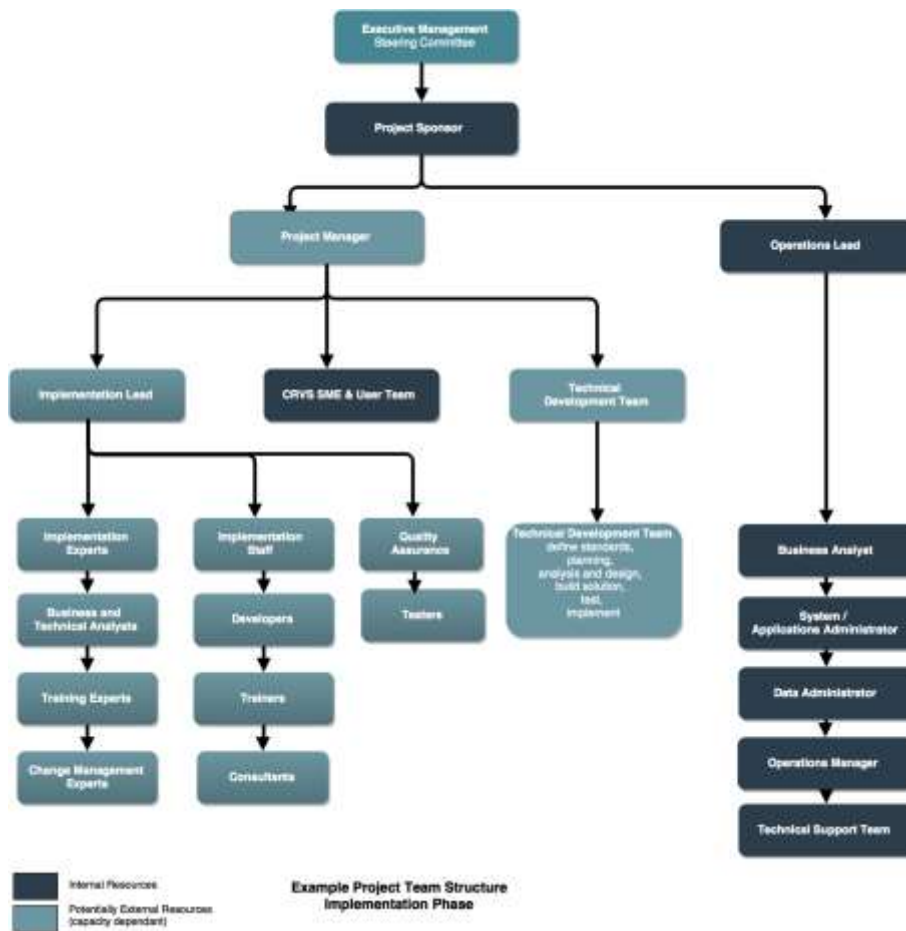 Executive Management
Steering Committee
Project Sponsor
Project Manager
Operations Lead
Implementation Lead
CRVS SME & User Team
Technical
Development Team
Implementation
Experts
Implementation
Staff
Quality
Assurance
Technical Development Team
define standards,
planning,
analysis and design,
build solution,
test,
implement
Business Analyst
Business and
Technical Analysts
Developers
Testers
System /
Applications Administrator
Training Experts
Trainers
Data Administrator
Change Management
Experts
Consultants
Operations Manager
Technical Support Team
Internal Resources
Potentially External Resources
(capacity dependant)
Example Project Team Structure
Implementation Phase